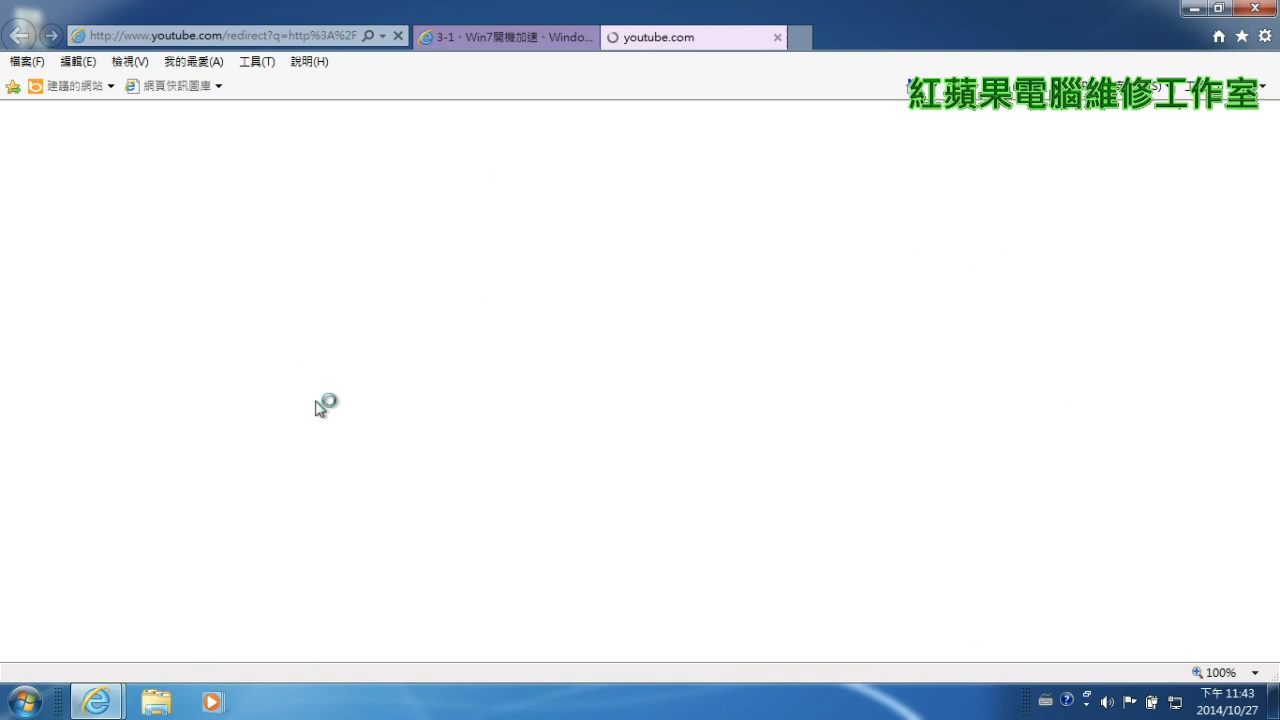 http://www.youtube.com/redirect?q=http%3A%2F
3-1、Win7開機加速、Windo...
youtube.com
檔案(F)
編輯(E)
檢視(V)
我的最愛(A)
工具(T)
說明(H)
建議的網站
網頁快訊圖庫
紅蘋果電腦維修工作室
100%
下午 11:43
2014/10/27